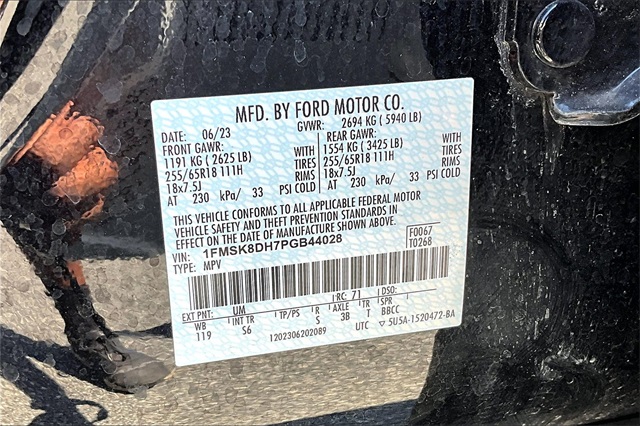 MFD. BY FORD MOTOR CO.
DATE: 06/23 GVWR: 2694 KG ( 5940 LB)
FRONT GAWR: REAR GAWR:
1191 KG ( 2625 LB) WITH 1554 KG ( 3425 LB) WITH
255/65R18 111H TIRES 255/65R18 111H TIRES
18x7.5J RIMS 18x7.5J RIMS
AT 230 kPa/ 33 PSI COLD AT 230 kPa/ 33 PSI COLD
THIS VEHICLE CONFORMS TO ALL APPLICABLE FEDERAL MOTOR
VEHICLE SAFETY AND THEFT PREVENTION STANDARDS IN
EFFECT ON THE DATE OF MANUFACTURE SHOWN ABOVE.
VIN: 1FMSK8DH7PGB44028 F0067
TYPE: MPV T0268
EXT PNT: UM RC: 71 DSO:
WB INT TR TP/PS R AXLE TR SPR
119 S6 S 3B T BBCC
1202306202089 UTC ▽5U5A-1520472-BA